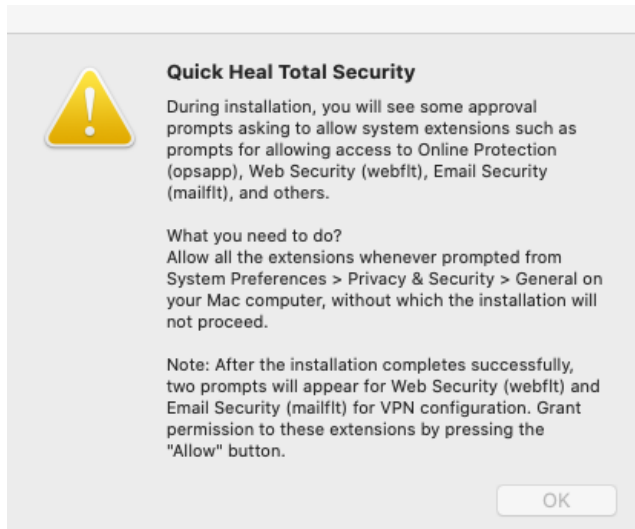 Quick Heal Total Security
During installation, you will see some approval
prompts asking to allow system extensions such as
prompts for allowing access to Online Protection
(opsapp), Web Security (webflt), Email Security
(mailflt), and others.
What you need to do?
Allow all the extensions whenever prompted from
System Preferences > Privacy & Security > General on
your Mac computer, without which the installation will
not proceed.
Note: After the installation completes successfully,
two prompts will appear for Web Security (webflt) and
Email Security (mailflt) for VPN configuration. Grant
permission to these extensions by pressing the
"Allow" button.
OK